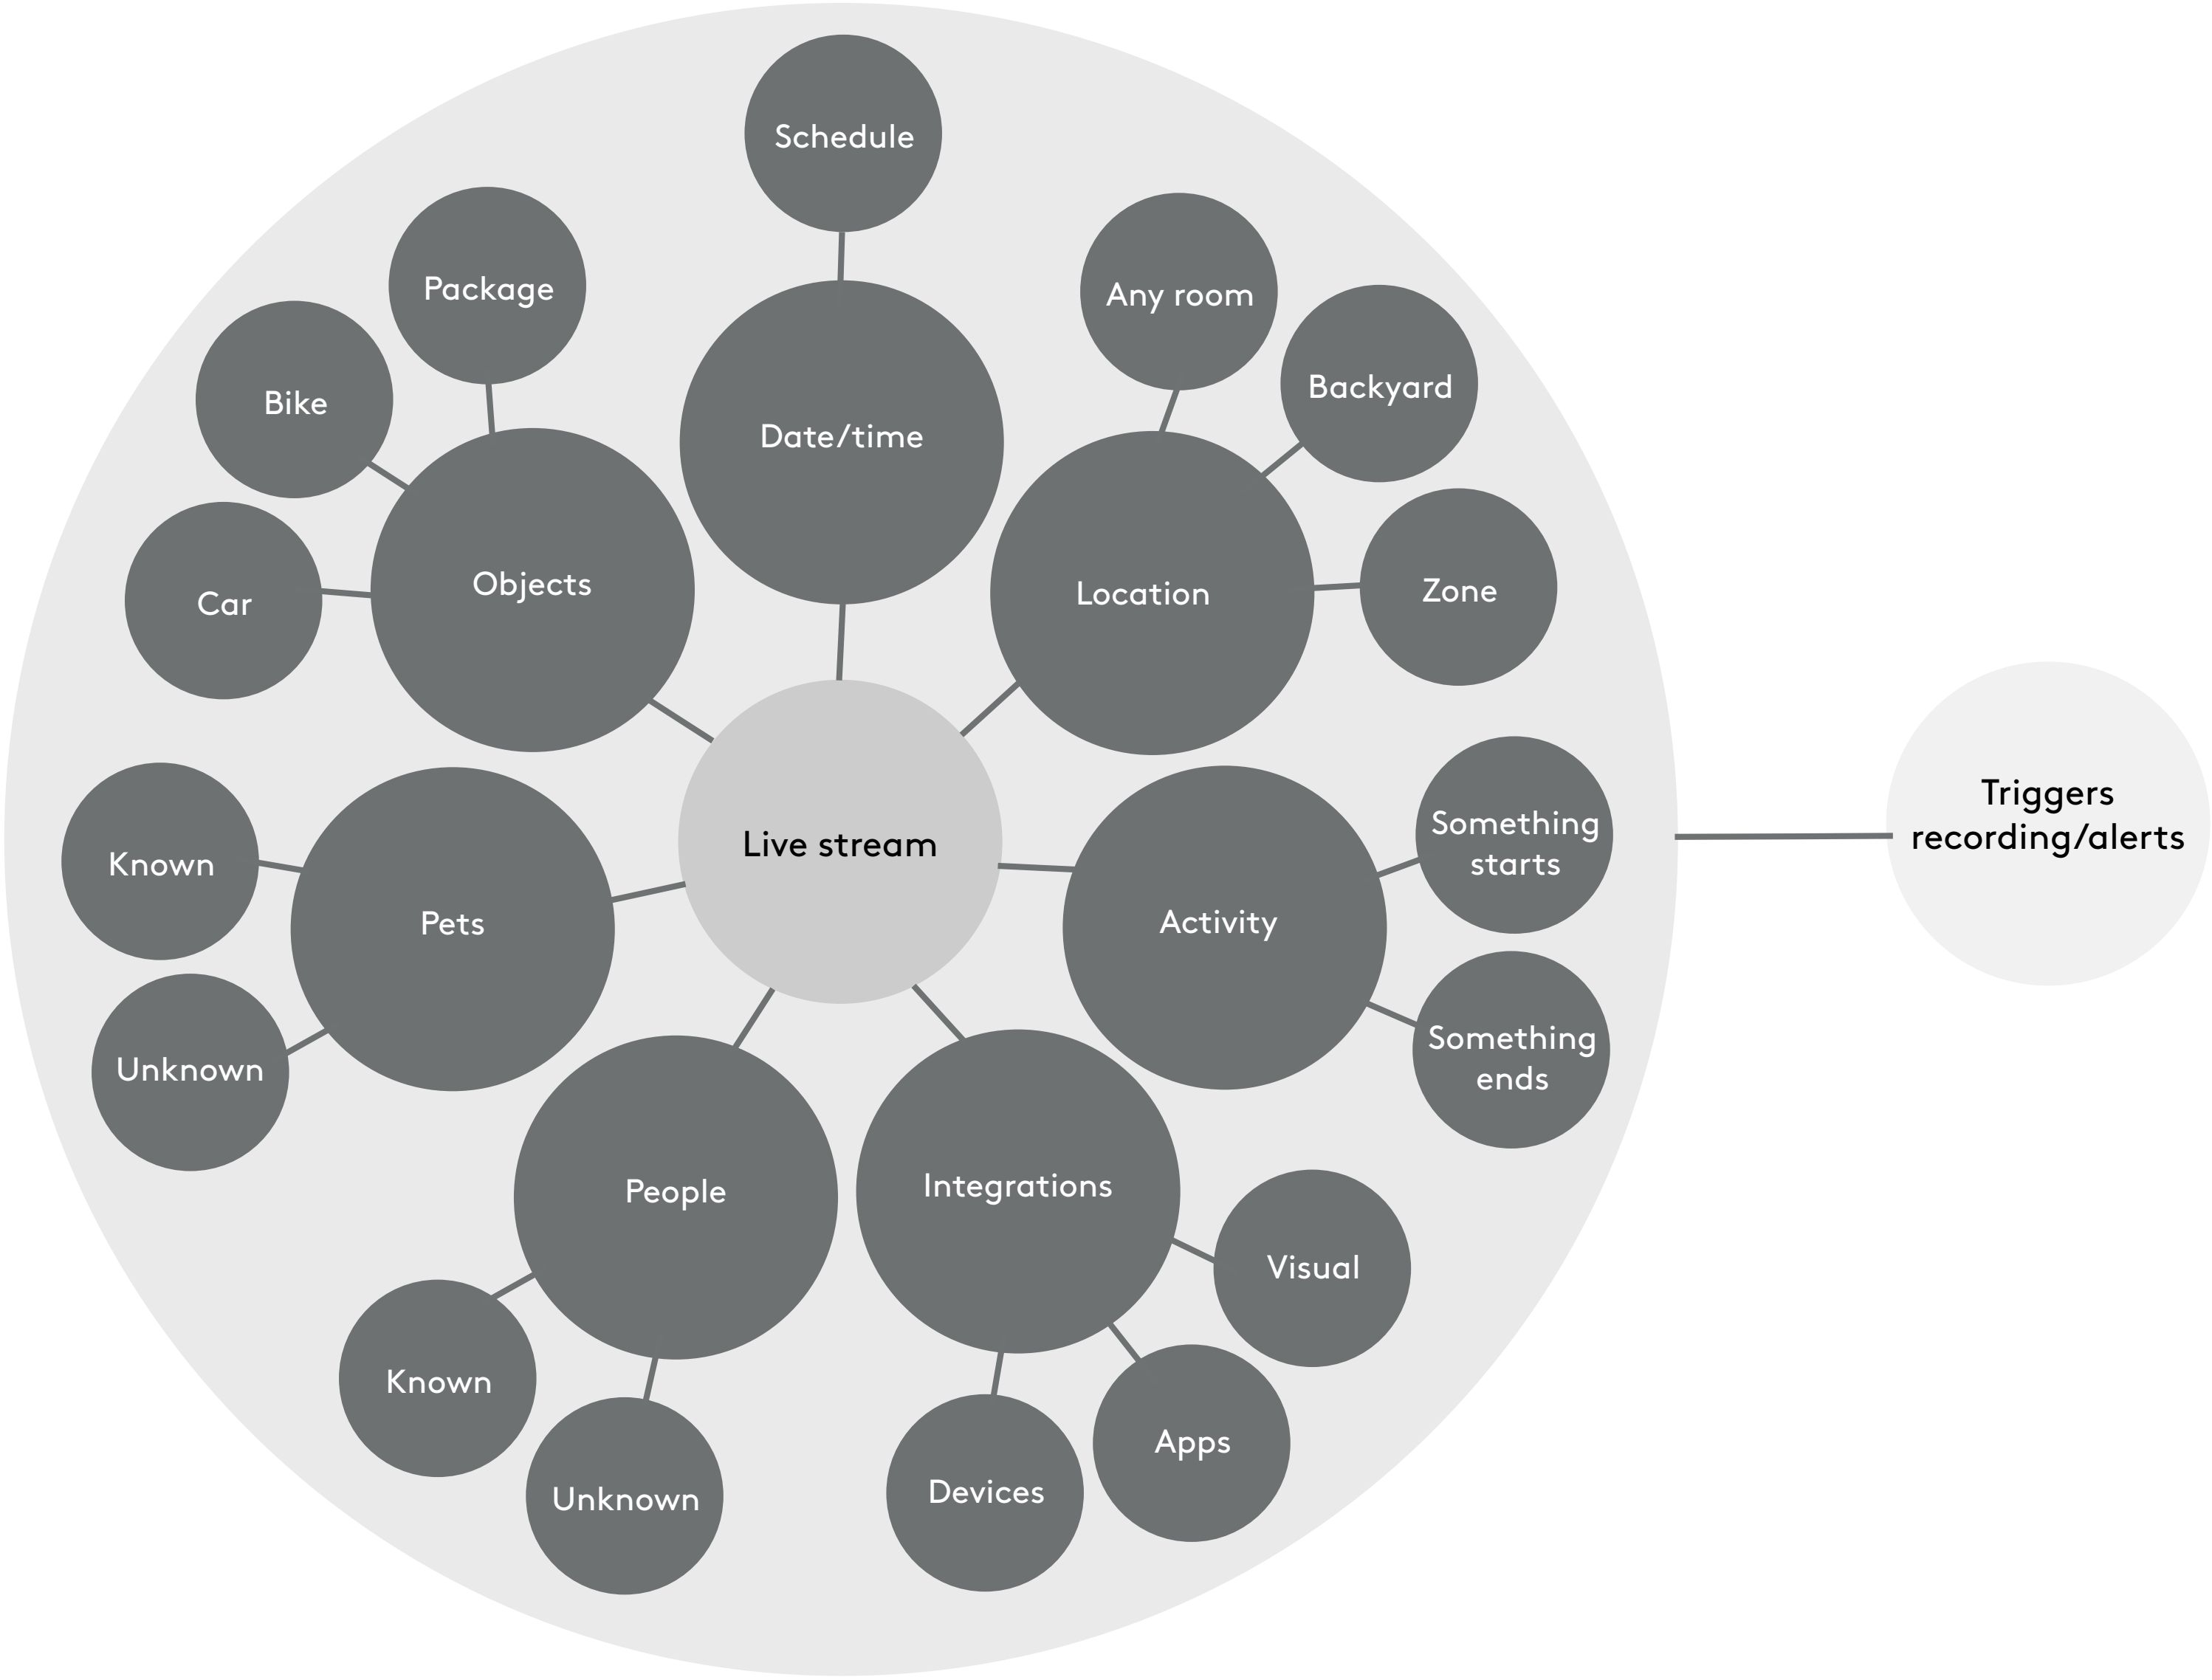 Schedule
Package
Any room
Bike
Backyard
Date/time
Objects
Location
Zone
Car
Triggers
recording/alerts
Live stream
Something
starts
Known
Pets
Activity
Unknown
Something
ends
People
Integrations
Visual
Known
Apps
Unknown
Devices